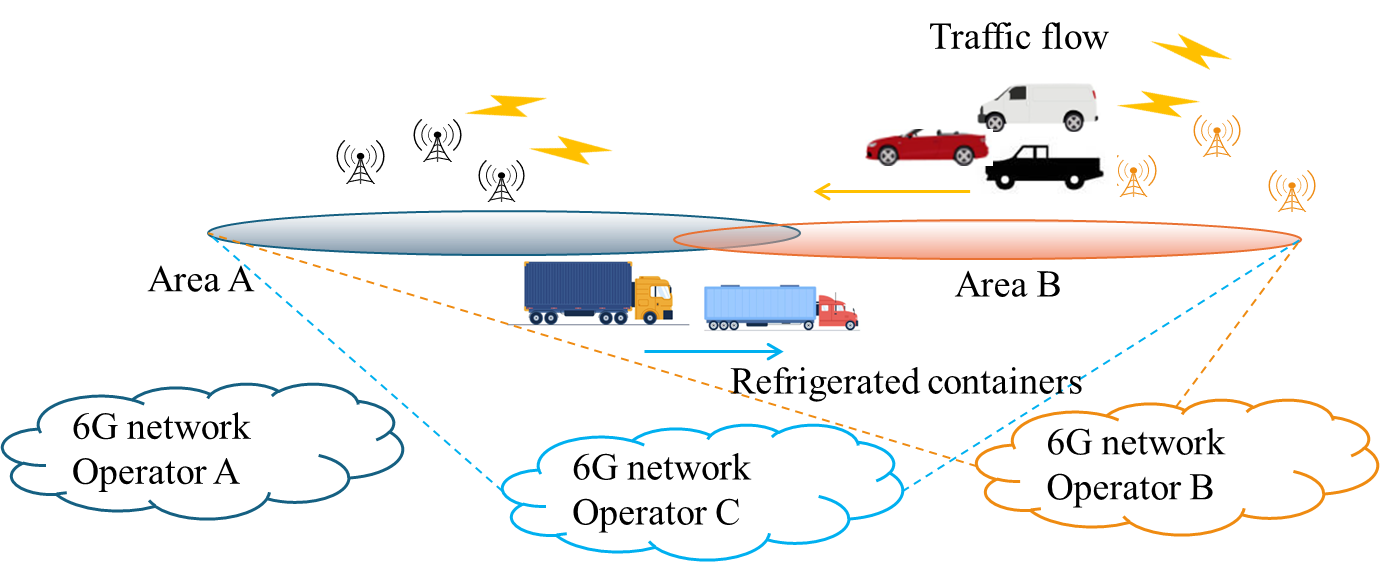 Traffic flow
Area A
Area B
Refrigerated containers
6G network
Operator A
6G network
Operator C
6G network
Operator B